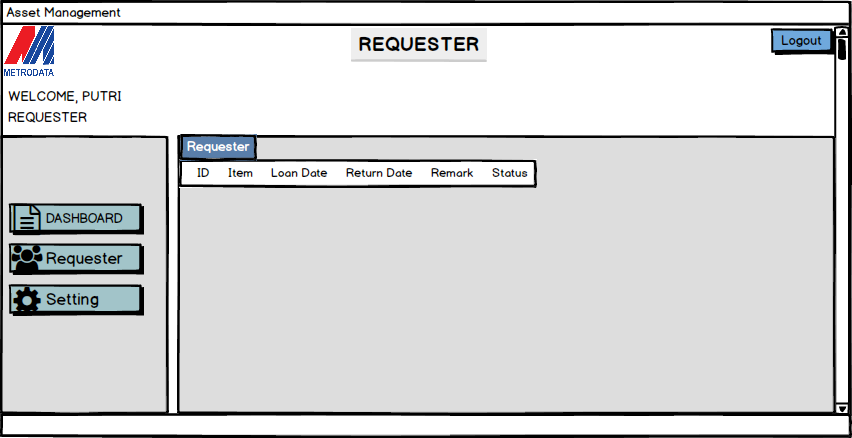 Asset Management
REQUESTER
Logout
METRODATA
WELCOME, PUTRI
REQUESTER
DASHBOARD
Requester
Setting
Requester
ID Item Loan Date Return Date Remark Status